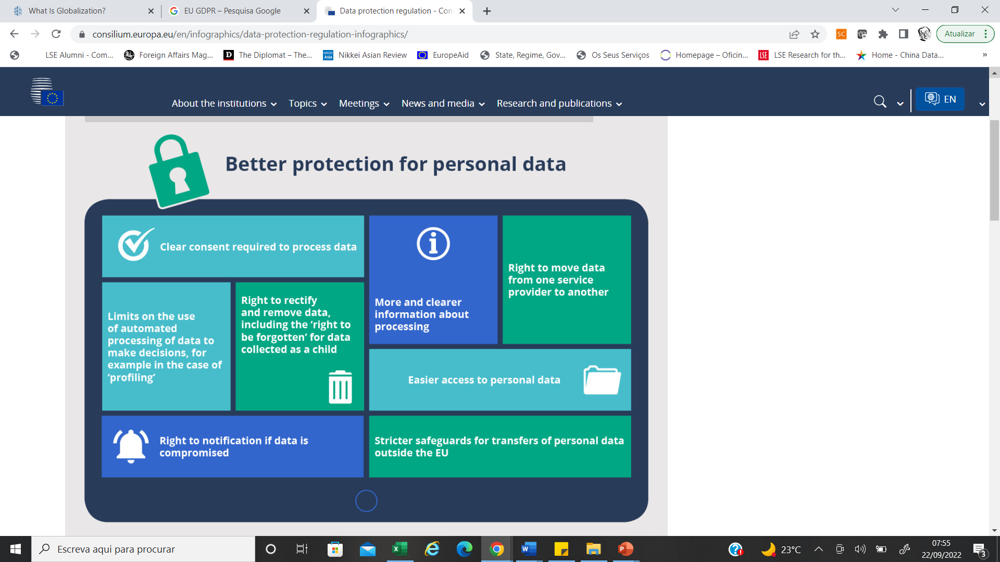 What Is Globalization?
EU GDPR – Pesquisa Google
Data protection regulation - Con
consilium.europa.eu/en/infographics/data-protection-regulation-infographics/
SC
Atualizar
LSE Alumni - Com...
Foreign Affairs Mag...
D
The Diplomat – The...
NIKKEI Asia
Nikkei Asian Review
EuropeAid
State, Regime, Gov...
Os Seus Serviços
Homepage – Oficin...
LSE
LSE Research for th...
Home - China Data...
»
About the institutions
Topics
Meetings
News and media
Research and publications
EN
Better protection for personal data
Clear consent required to process data
More and clearer
information about
processing
Right to move data
from one service
provider to another
Limits on the use
of automated
processing of data to
make decisions, for
example in the case of
‘profiling’
Right to rectify
and remove data,
including the ‘right to
be forgotten’ for data
collected as a child
Easier access to personal data
Right to notification if data is
compromised
Stricter safeguards for transfers of personal data
outside the EU
Escreva aqui para procurar
23°C
07:55
22/09/2022
3